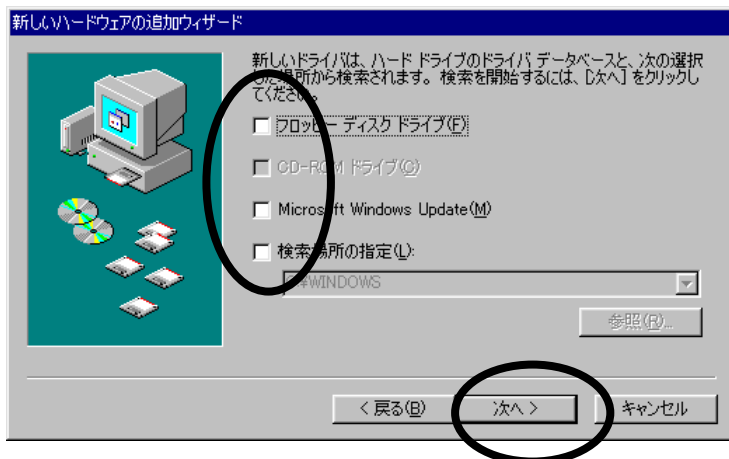 新しいハードウェアの追加ウィザード
新しいドライバは、ハード ドライブのドライバ データベースと、次の選択
した場所から検索されます。検索を開始するには、[次へ] をクリックし
てください。
フロッピー ディスク ドライブ(F)
CD-ROM ドライブ(C)
Microsoft Windows Update(M)
検索場所の指定(L):
C:¥WINDOWS
参照(R)...
< 戻る(B)
次へ >
キャンセル